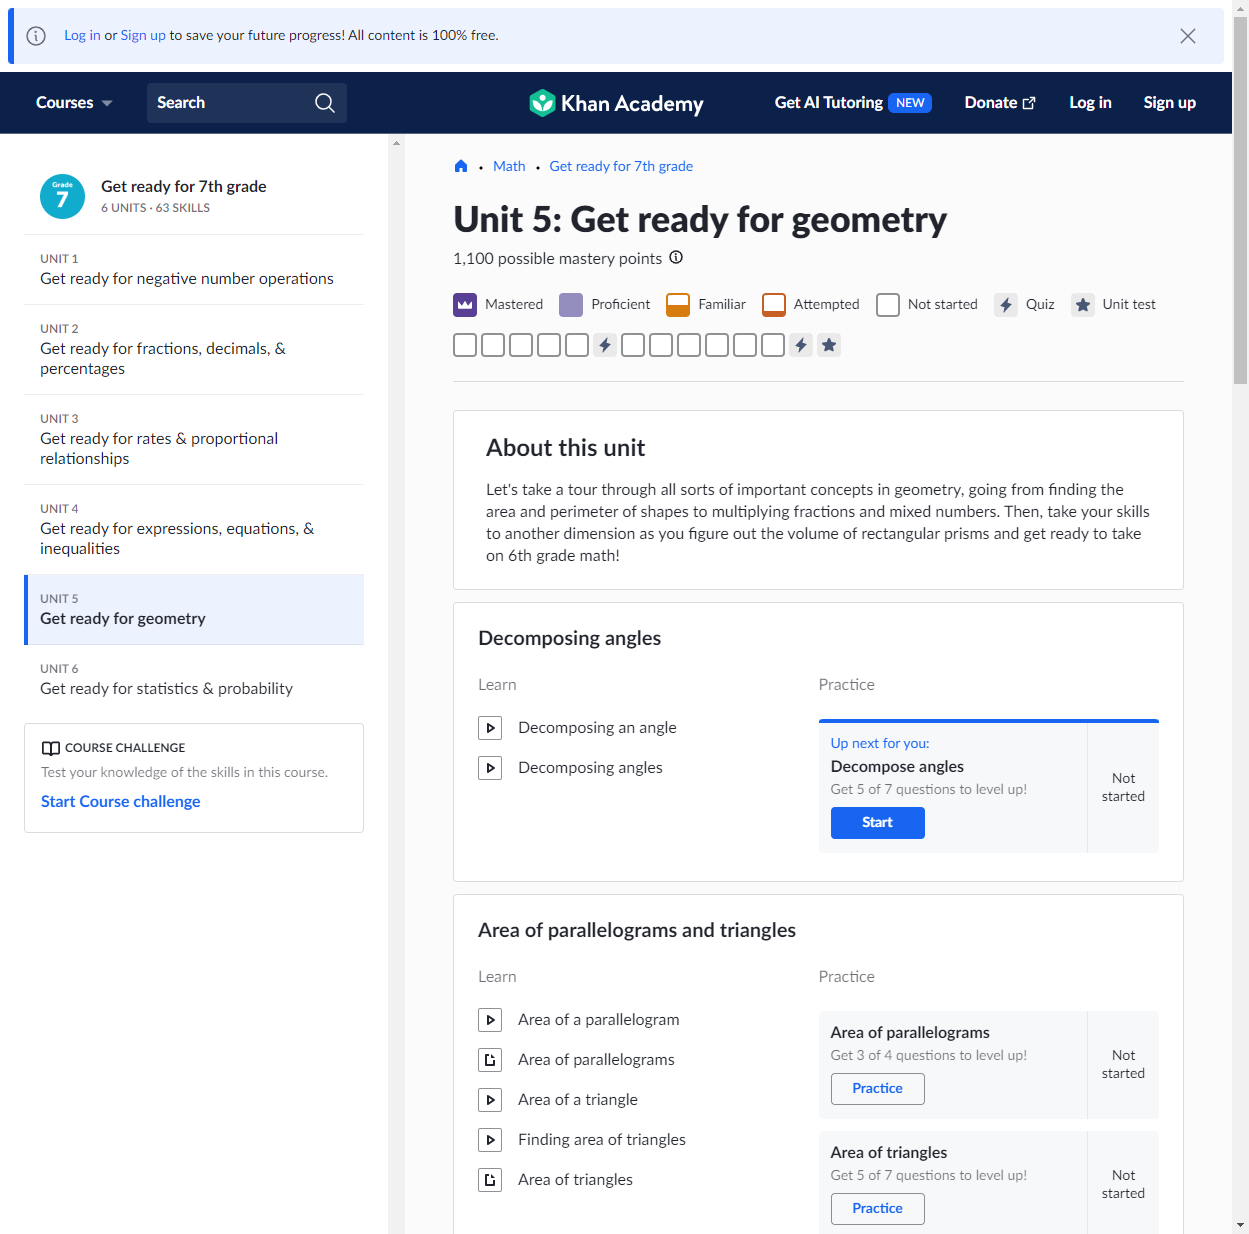 Log in or Sign up to save your future progress! All content is 100% free.
Courses
Search
Khan Academy
Get AI Tutoring NEW
Donate
Log in
Sign up
Grade
7
Get ready for 7th grade
6 UNITS · 63 SKILLS
UNIT 1
Get ready for negative number operations
UNIT 2
Get ready for fractions, decimals, &
percentages
UNIT 3
Get ready for rates & proportional
relationships
UNIT 4
Get ready for expressions, equations, &
inequalities
UNIT 5
Get ready for geometry
UNIT 6
Get ready for statistics & probability
COURSE CHALLENGE
Test your knowledge of the skills in this course.
Start Course challenge
Math
Get ready for 7th grade
Unit 5: Get ready for geometry
1,100 possible mastery points
Mastered
Proficient
Familiar
Attempted
Not started
Quiz
Unit test
About this unit
Let's take a tour through all sorts of important concepts in geometry, going from finding the
area and perimeter of shapes to multiplying fractions and mixed numbers. Then, take your skills
to another dimension as you figure out the volume of rectangular prisms and get ready to take
on 6th grade math!
Decomposing angles
Learn
Decomposing an angle
Decomposing angles
Practice
Up next for you:
Decompose angles
Get 5 of 7 questions to level up!
Start
Not
started
Area of parallelograms and triangles
Learn
Area of a parallelogram
Area of parallelograms
Area of a triangle
Finding area of triangles
Area of triangles
Practice
Area of parallelograms
Get 3 of 4 questions to level up!
Practice
Not
started
Area of triangles
Get 5 of 7 questions to level up!
Practice
Not
started